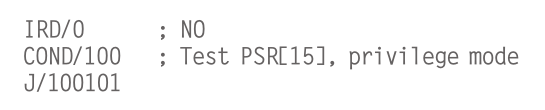 IRD/0 ; NO
COND/100 ; Test PSR[15], privilege mode
J/100101